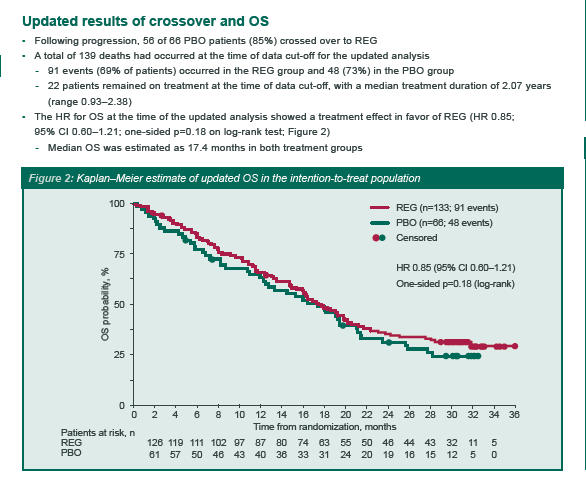 Updated results of crossover and OS
• Following progression, 56 of 66 PBO patients (85%) crossed over to REG
• A total of 139 deaths had occurred at the time of data cut-off for the updated analysis
- 91 events (69% of patients) occurred in the REG group and 48 (73%) in the PBO group
- 22 patients remained on treatment at the time of data cut-off, with a median treatment duration of 2.07 years
(range 0.93–2.38)
• The HR for OS at the time of the updated analysis showed a treatment effect in favor of REG (HR 0.85;
95% CI 0.60–1.21; one-sided p=0.18 on log-rank test; Figure 2)
- Median OS was estimated as 17.4 months in both treatment groups
Figure 2: Kaplan–Meier estimate of updated OS in the intention-to-treat population
REG (n=133; 91 events)
PBO (n=66; 48 events)
Censored
HR 0.85 (95% CI 0.60–1.21)
One-sided p=0.18 (log-rank)
OS probability, %
100
75
50
25
0
0 2 4 6 8 10 12 14 16 18 20 22 24 26 28 30 32 34 36
Time from randomization, months
Patients at risk, n
REG 126 119 111 102 97 87 80 74 63 55 50 46 44 43 32 11 5
PBO 61 57 50 46 43 40 36 33 31 24 20 19 16 15 12 5 0